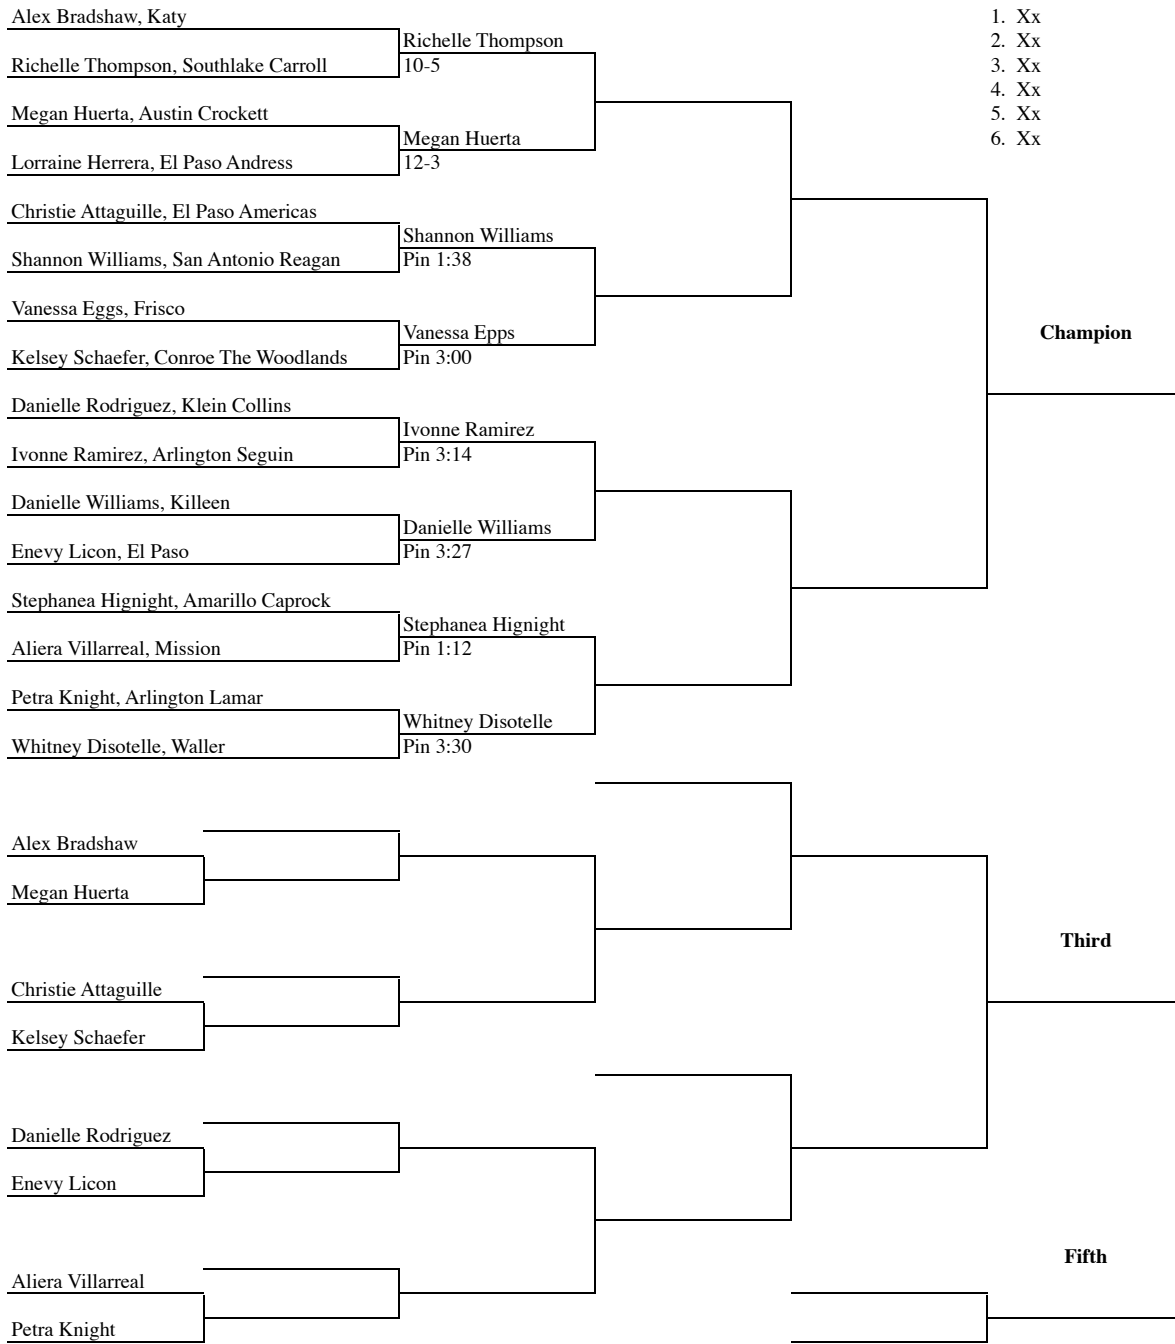 Alex Bradshaw, Katy
1. Xx
Richelle Thompson
2. Xx
Richelle Thompson, Southlake Carroll
10-5
3. Xx
4. Xx
Megan Huerta, Austin Crockett
5. Xx
Megan Huerta
6. Xx
Lorraine Herrera, El Paso Andress
12-3
Christie Attaguille, El Paso Americas
Shannon Williams
Shannon Williams, San Antonio Reagan
Pin 1:38
Vanessa Eggs, Frisco
Vanessa Epps
Champion
Kelsey Schaefer, Conroe The Woodlands
Pin 3:00
Danielle Rodriguez, Klein Collins
Ivonne Ramirez
Ivonne Ramirez, Arlington Seguin
Pin 3:14
Danielle Williams, Killeen
Danielle Williams
Enevy Licon, El Paso
Pin 3:27
Stephanea Hignight, Amarillo Caprock
Stephanea Hignight
Aliera Villarreal, Mission
Pin 1:12
Petra Knight, Arlington Lamar
Whitney Disotelle
Whitney Disotelle, Waller
Pin 3:30
Alex Bradshaw
Megan Huerta
Third
Christie Attaguille
Kelsey Schaefer
Danielle Rodriguez
Enevy Licon
Fifth
Aliera Villarreal
Petra Knight